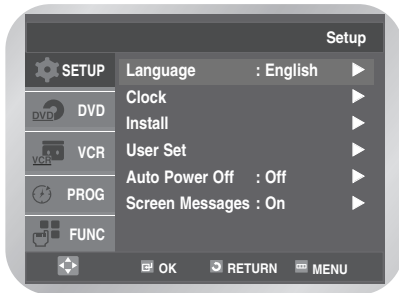 Setup
SETUP
DVD DVD
VCR VCR
PROG
FUNC
Language : English ►
Clock ►
Install ►
User Set ►
Auto Power Off : Off ►
Screen Messages : On ►
OK RETURN MENU